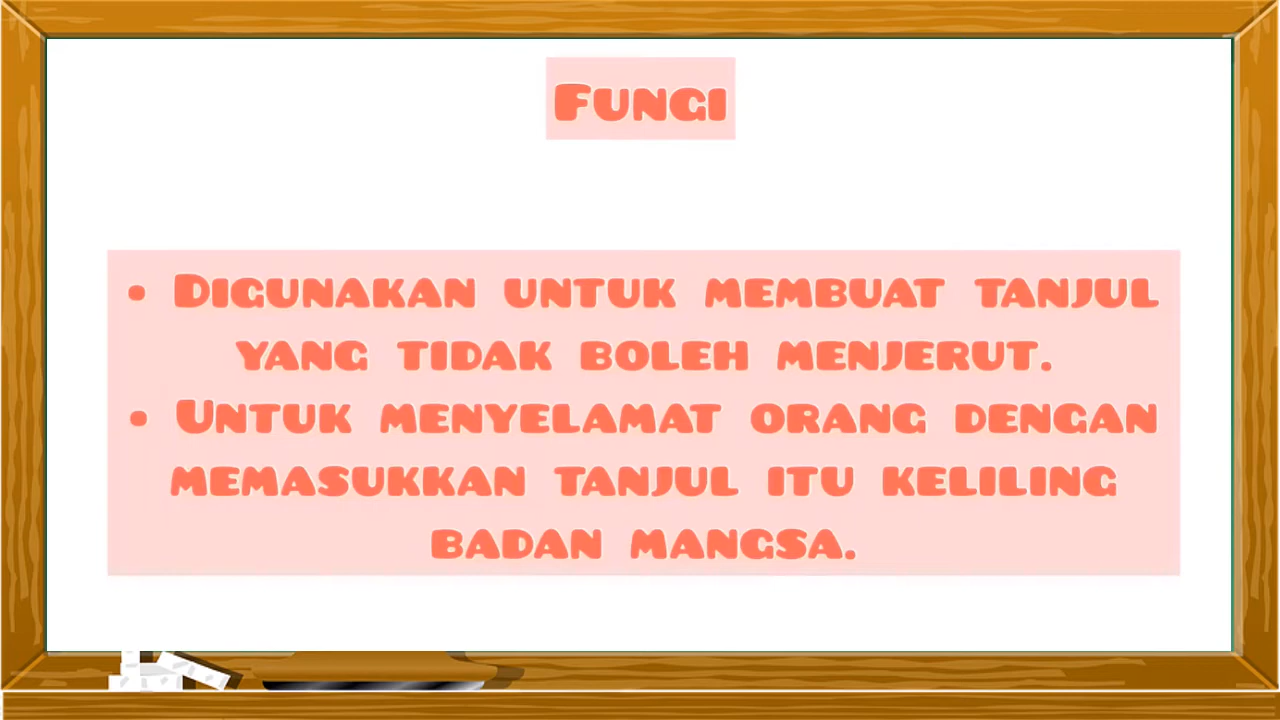 Fungi
• Digunakan untuk membuat tanjul
yang tidak boleh menjerut.
• Untuk menyelamat orang dengan
memasukkan tanjul itu keliling
badan mangsa.